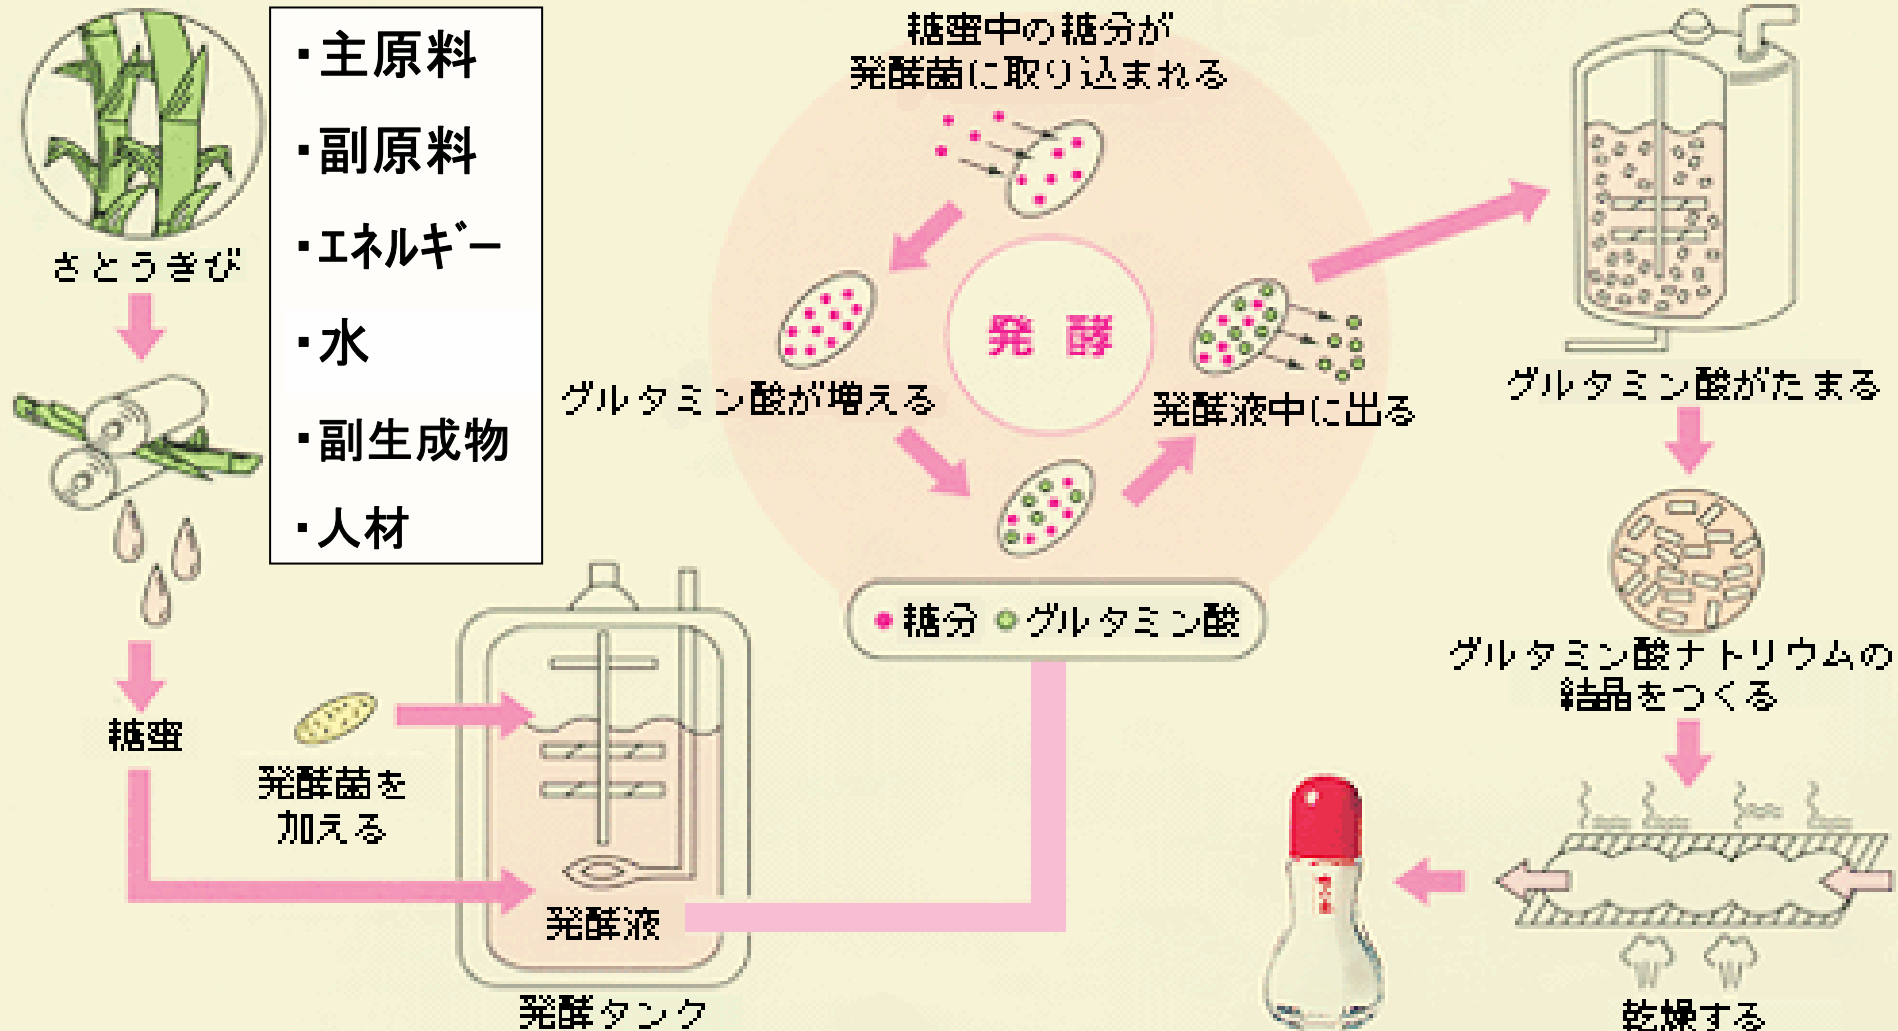 ・主原料
・副原料
・エネルギー
・水
・副生成物
・人材
さとうきび
糖蜜
発酵菌を
加える
発酵液
発酵タンク
糖蜜中の糖分が
発酵菌に取り込まれる
グルタミン酸が増える
発酵
発酵液中に出る
糖分 グルタミン酸
グルタミン酸がたまる
グルタミン酸ナトリウムの
結晶をつくる
乾燥する